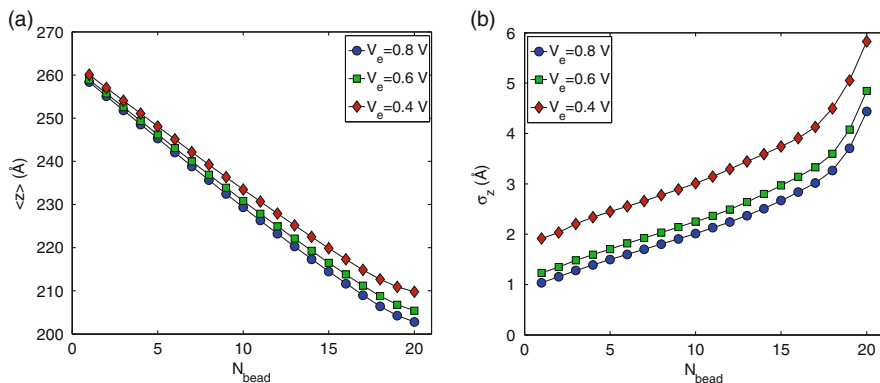 (a)
270
260
250
240
230
220
210
200
<z> (Å)
0 5 10 15 20
N_bead
V_e=0.8 V
V_e=0.6 V
V_e=0.4 V
(b)
6
5
4
3
2
1
0
σ_z (Å)
0 5 10 15 20
N_bead
V_e=0.8 V
V_e=0.6 V
V_e=0.4 V